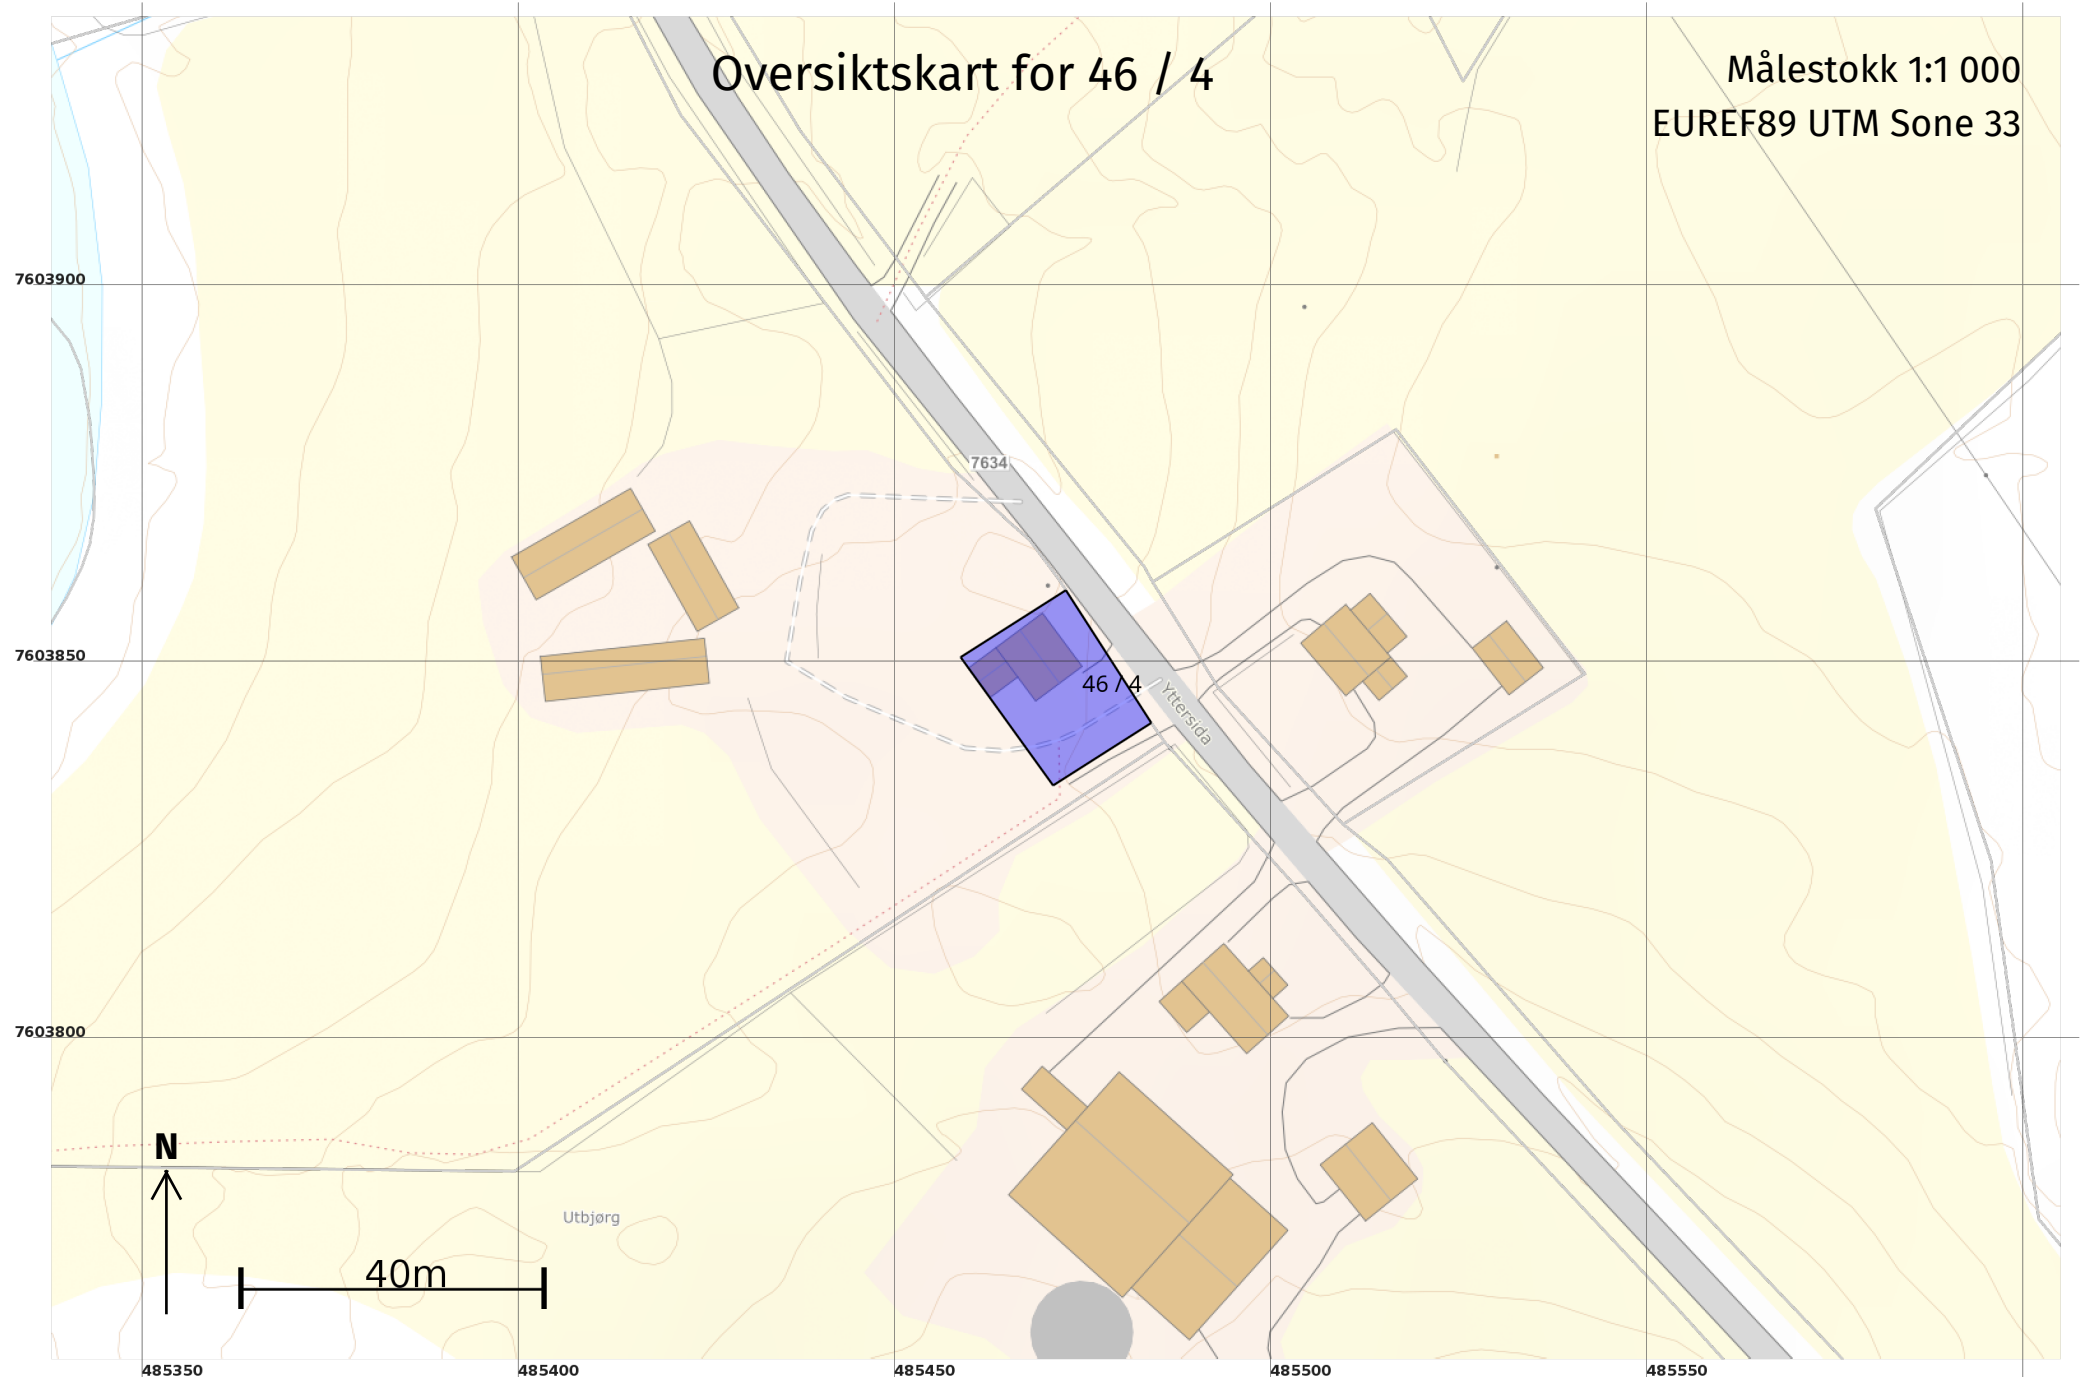 Oversiktskart for 46 / 4
Målestokk 1:1 000
EUREF89 UTM Sone 33
7603900
7634
7603850
46 / 4
Yttersida
7603800
N
Utbjørg
40m
485350
485400
485450
485500
485550